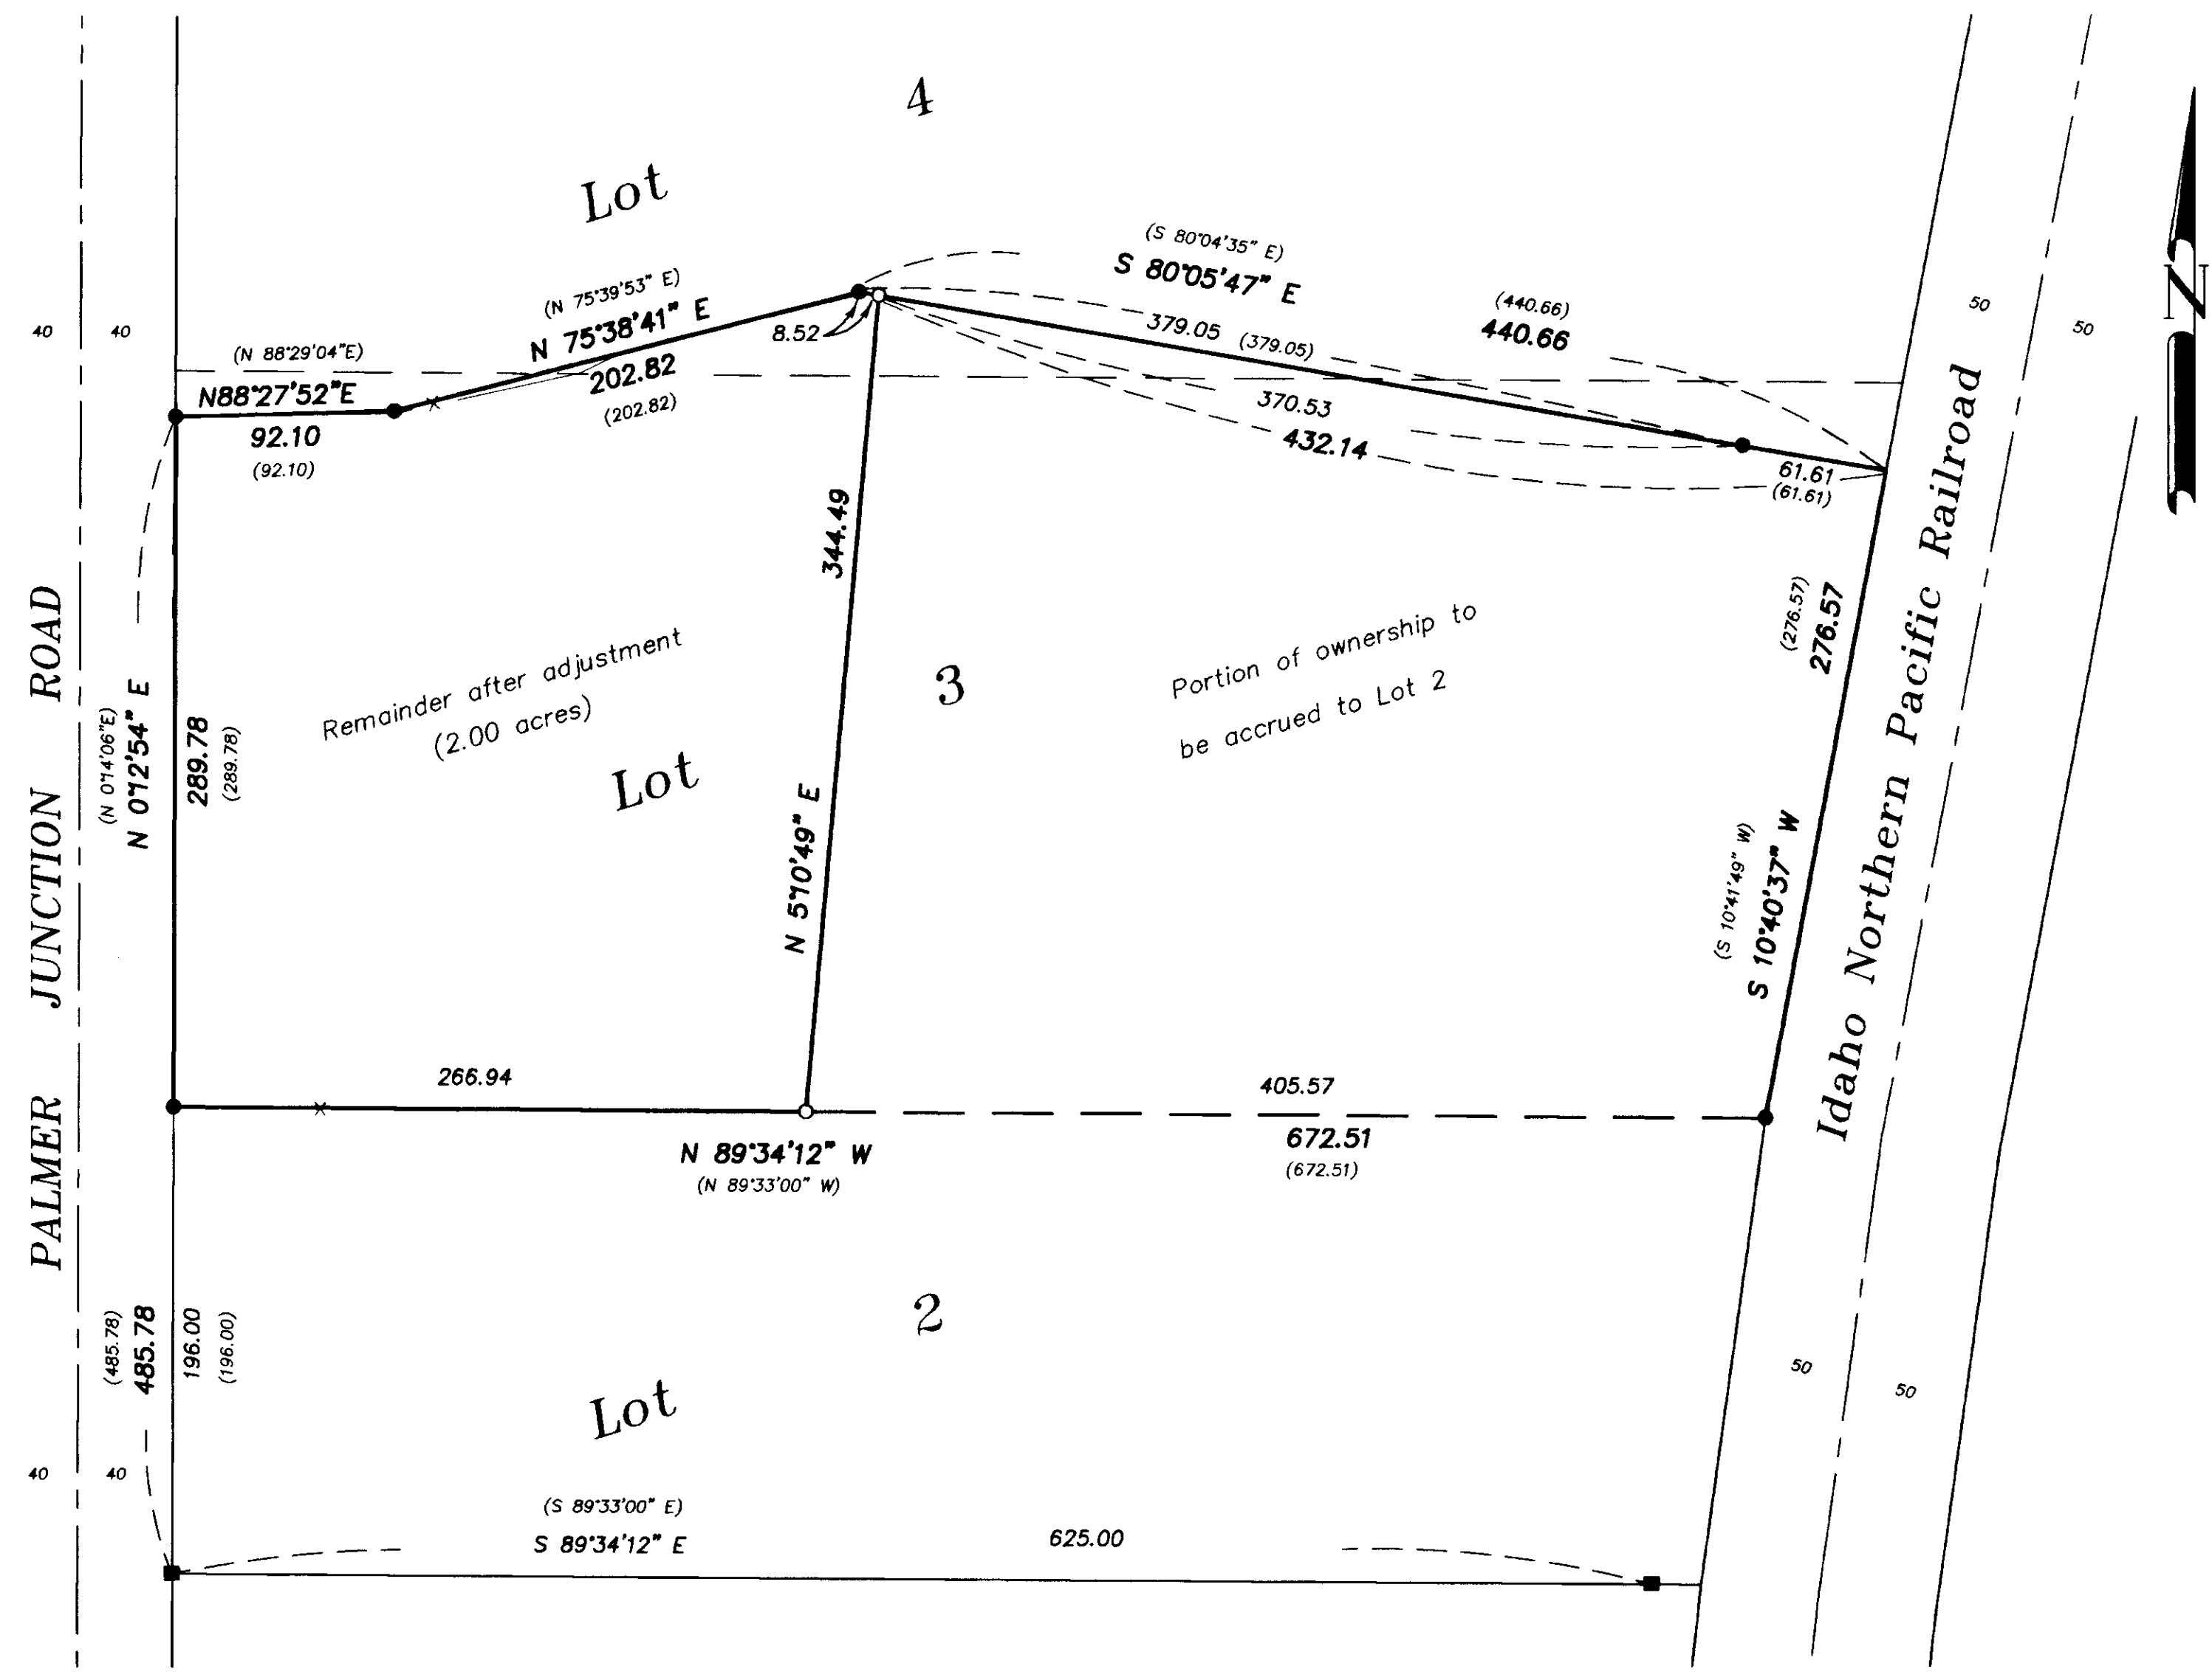 4
Lot
(S 80°04'35" E)
S 80°05'47" E
(N 75°39'53" E)
N 75°38'41" E
8.52
379.05 (379.05)
(440.66)
440.66
50
50
N
40
40
(N 88°29'04"E)
N88°27'52"E
92.10
(92.10)
202.82
(202.82)
370.53
432.14
61.61
(61.61)
344.49
N 5°10'49" E
(276.57)
276.57
(S 10°41'49" W)
S 10°40'37" W
Idaho Northern Pacific Railroad
PALMER JUNCTION ROAD
(N 0°14'06"E)
N 0°12'54" E
289.78
(289.78)
Remainder after adjustment
(2.00 acres)
Lot
3
Portion of ownership to
be accrued to Lot 2
266.94
405.57
N 89°34'12" W
(N 89°33'00" W)
672.51
(672.51)
2
Lot
(485.78)
485.78
196.00
(196.00)
50
50
40
40
(S 89°33'00" E)
S 89°34'12" E
625.00